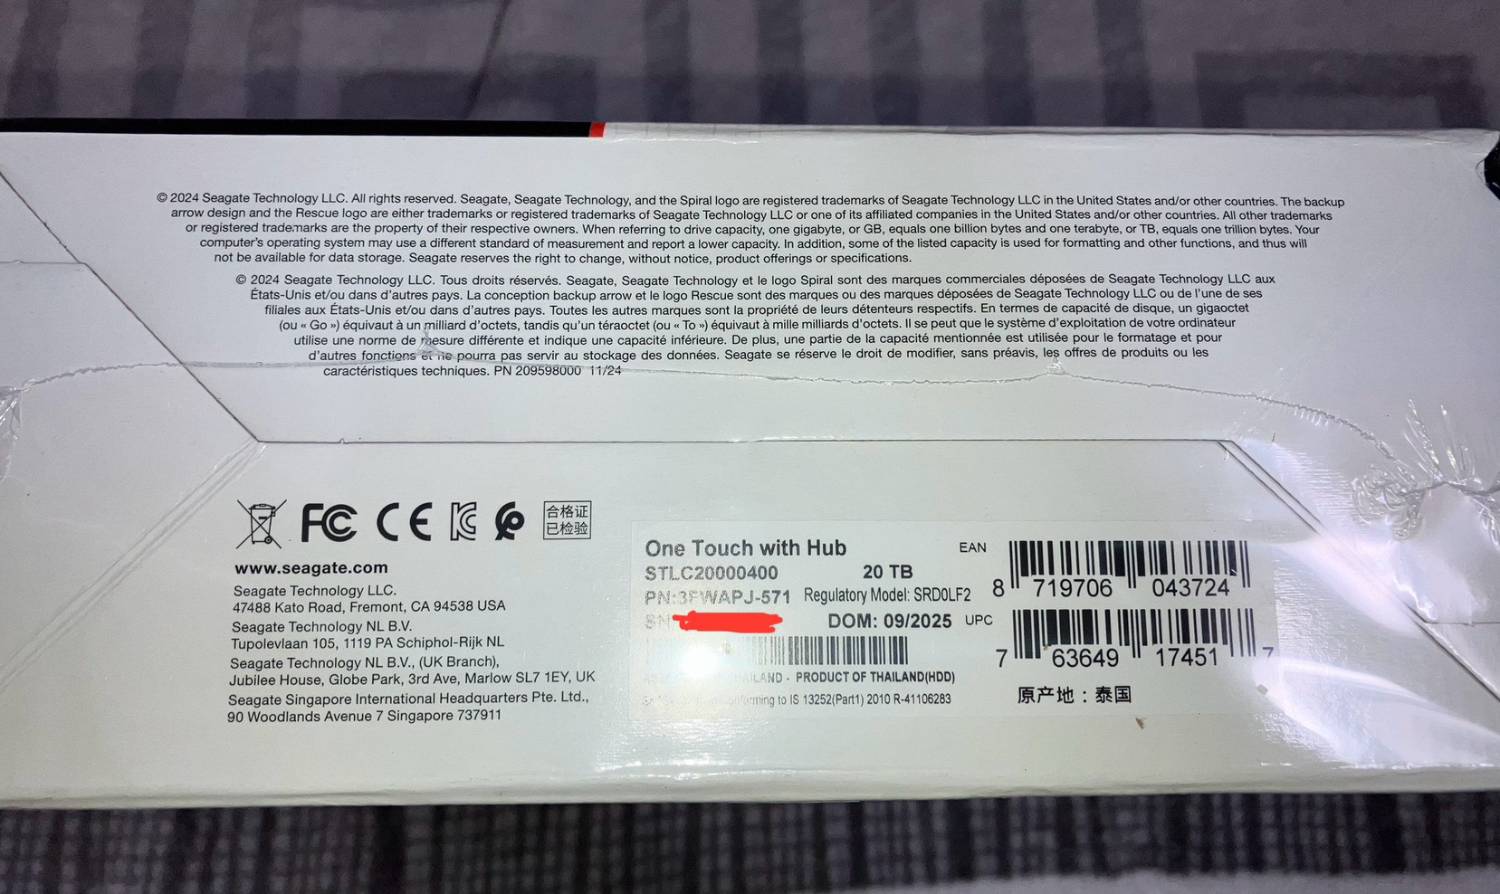 © 2024 Seagate Technology LLC. All rights reserved. Seagate, Seagate Technology, and the Spiral logo are registered trademarks of Seagate Technology LLC in the United States and/or other countries. The backup
arrow design and the Rescue logo are either trademarks or registered trademarks of Seagate Technology LLC or one of its affiliated companies in the United States and/or other countries. All other trademarks
or registered trademarks are the property of their respective owners. When referring to drive capacity, one gigabyte, or GB, equals one billion bytes and one terabyte, or TB, equals one trillion bytes. Your
computer's operating system may use a different standard of measurement and report a lower capacity. In addition, some of the listed capacity is used for formatting and other functions, and thus will
not be available for data storage. Seagate reserves the right to change, without notice, product offerings or specifications.
© 2024 Seagate Technology LLC. Tous droits réservés. Seagate, Seagate Technology et le logo Spiral sont des marques commerciales déposées de Seagate Technology LLC aux
États-Unis et/ou dans d'autres pays. La conception backup arrow et le logo Rescue sont des marques ou des marques déposées de Seagate Technology LLC ou de l'une de ses
filiales aux États-Unis et/ou dans d'autres pays. Toutes les autres marques sont la propriété de leurs détenteurs respectifs. En termes de capacité de disque, un gigaoctet
(ou « Go ») équivaut à un milliard d'octets, tandis qu'un téraoctet (ou « To ») équivaut à mille milliards d'octets. Il se peut que le système d'exploitation de votre ordinateur
utilise une norme de mesure différente et indique une capacité inférieure. De plus, une partie de la capacité mentionnée est utilisée pour le formatage et pour
d'autres fonctions et ne pourra pas servir au stockage des données. Seagate se réserve le droit de modifier, sans préavis, les offres de produits ou les
caractéristiques techniques. PN 209598000 11/24
FC CE 合格证
已检验
www.seagate.com
Seagate Technology LLC.
47488 Kato Road, Fremont, CA 94538 USA
Seagate Technology NL B.V.
Tupolevlaan 105, 1119 PA Schiphol-Rijk NL
Seagate Technology NL B.V., (UK Branch),
Jubilee House, Globe Park, 3rd Ave, Marlow SL7 1EY, UK
Seagate Singapore International Headquarters Pte. Ltd.,
90 Woodlands Avenue 7 Singapore 737911
One Touch with Hub
STLC20000400 20 TB
PN:3FWAPJ-571 Regulatory Model: SRD0LF2
SN
DOM: 09/2025
- PRODUCT OF THAILAND(HDD)
to IS 13252(Part1) 2010 R-41106283
EAN
8 719706 043724
UPC
7 63649 17451 7
原产地：泰国